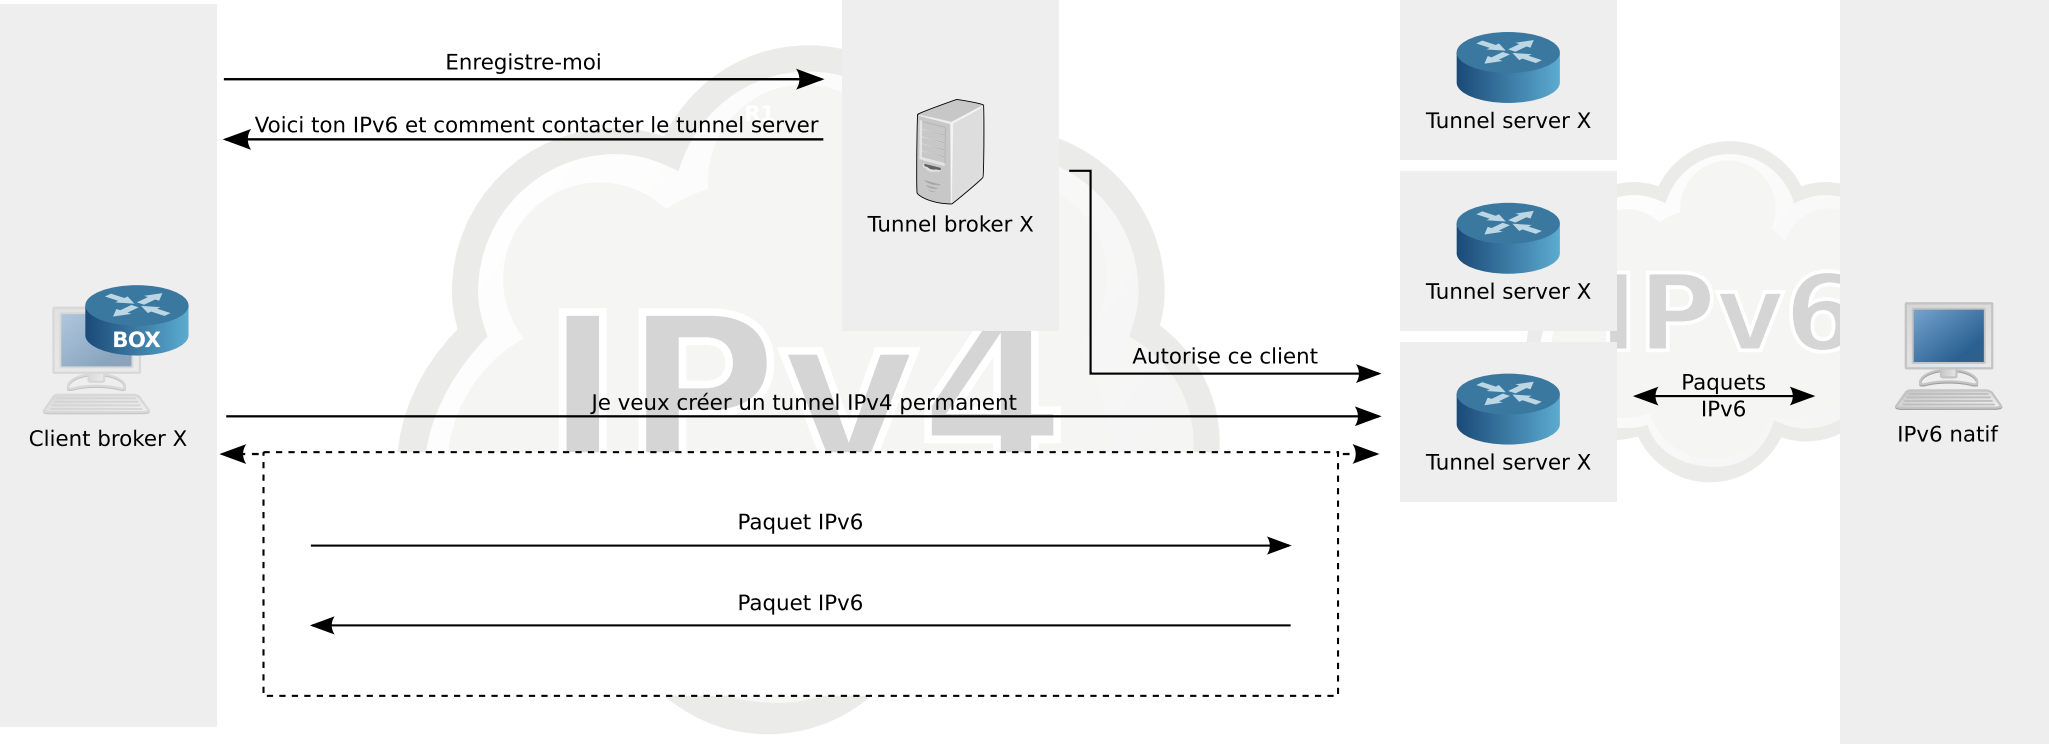 Enregistre-moi
R1
Voici ton IPv6 et comment contacter le tunnel server
Tunnel broker X
Tunnel server X
Tunnel server X
IPv4
IPv6
BOX
Client broker X
Autorise ce client
Je veux créer un tunnel IPv4 permanent
Tunnel server X
Paquets
IPv6
IPv6 natif
Paquet IPv6
Paquet IPv6